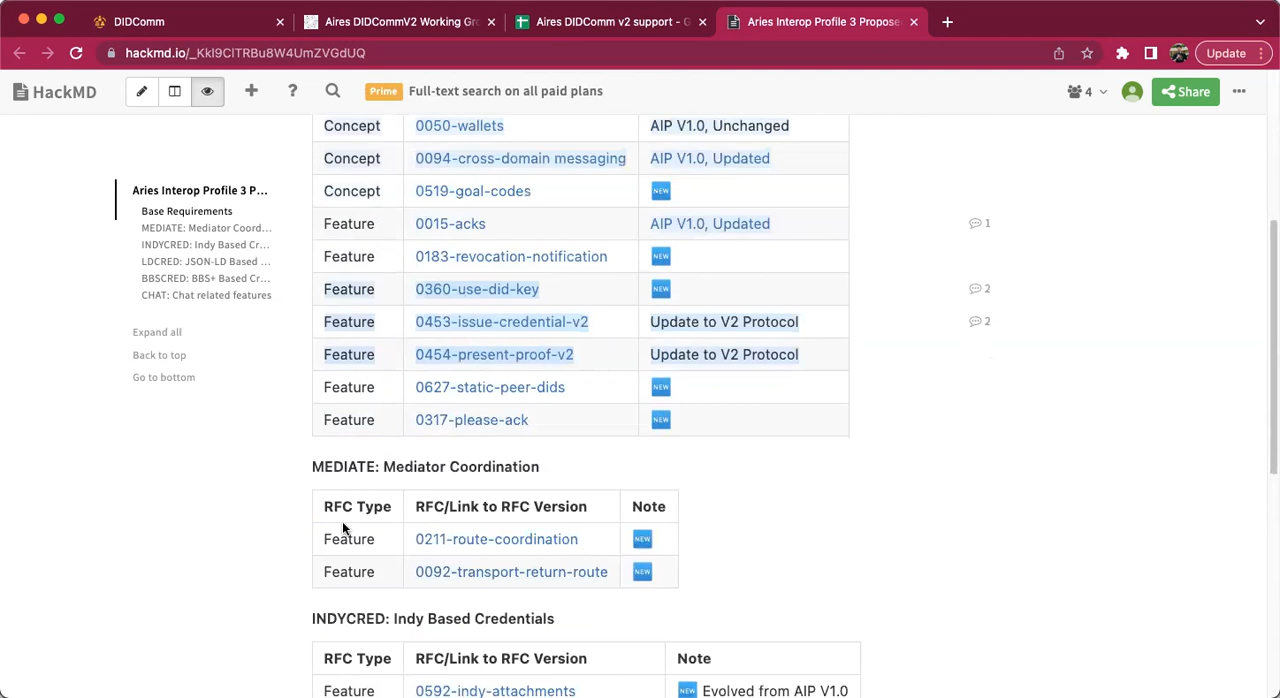 DIDComm
Aires DIDCommV2 Working Gro
Aires DIDComm v2 support - G
Aries Interop Profile 3 Propose
hackmd.io/_KkI9ClTRBu8W4UmZVGdUQ
Update
HackMD
Prime Full-text search on all paid plans
4
Share
Aries Interop Profile 3 P...
Base Requirements
MEDIATE: Mediator Coord...
INDYCRED: Indy Based Cr...
LDCRED: JSON-LD Based ...
BBSCRED: BBS+ Based Cr...
CHAT: Chat related features
Expall all
Back to top
Go to bottom
Concept 0050-wallets AIP V1.0, Unchanged
Concept 0094-cross-domain messaging AIP V1.0, Updated
Concept 0519-goal-codes NEW
Feature 0015-acks AIP V1.0, Updated 1
Feature 0183-revocation-notification NEW
Feature 0360-use-did-key NEW 2
Feature 0453-issue-credential-v2 Update to V2 Protocol 2
Feature 0454-present-proof-v2 Update to V2 Protocol
Feature 0627-static-peer-dids NEW
Feature 0317-please-ack NEW
MEDIATE: Mediator Coordination
RFC Type RFC/Link to RFC Version Note
Feature 0211-route-coordination NEW
Feature 0092-transport-return-route NEW
INDYCRED: Indy Based Credentials
RFC Type RFC/Link to RFC Version Note
Feature 0592-indy-attachments NEW Evolved from AIP V1.0